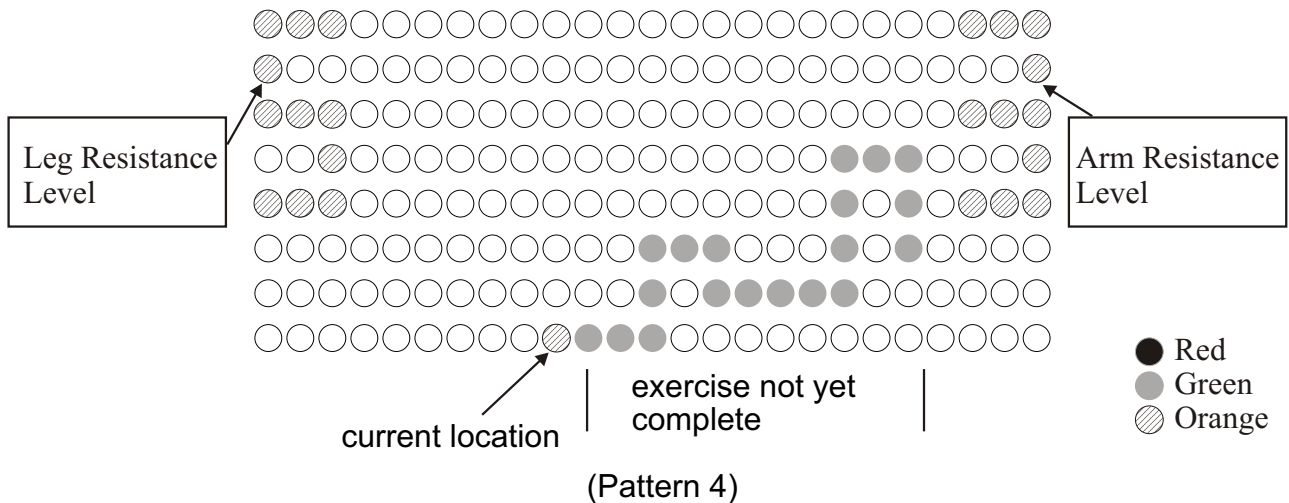 Leg Resistance
Level
Arm Resistance
Level
Red
Green
Orange
exercise not yet
complete
current location
(Pattern 4)